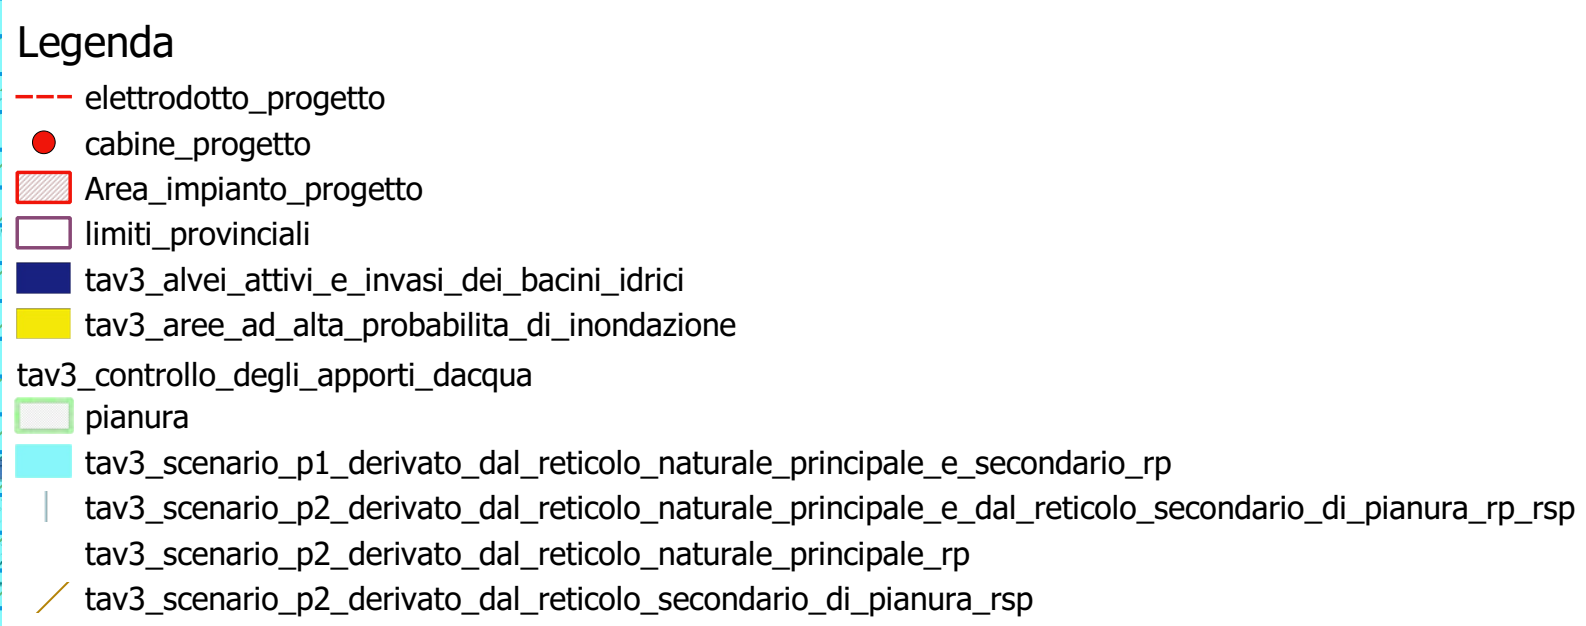 Legenda
elettrodotto_progetto
cabine_progetto
Area_impianto_progetto
limiti_provinciali
tav3_alvei_attivi_e_invasi_dei_bacini_idrici
tav3_aree_ad_alta_probabilita_di_inondazione
tav3_controllo_degli_apporti_dacqua
pianura
tav3_scenario_p1_derivato_dal_reticolo_naturale_principale_e_secondario_rp
tav3_scenario_p2_derivato_dal_reticolo_naturale_principale_e_dal_reticolo_secondario_di_pianura_rp_rsp
tav3_scenario_p2_derivato_dal_reticolo_naturale_principale_rp
tav3_scenario_p2_derivato_dal_reticolo_secondario_di_pianura_rsp